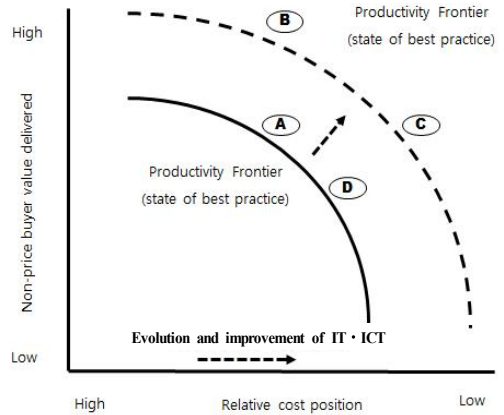 Productivity Frontier
(state of best practice)
High
B
A
C
Productivity Frontier
(state of best practice)
D
Non-price buyer value delivered
Evolution and improvement of IT・ICT
Low
High
Relative cost position
Low